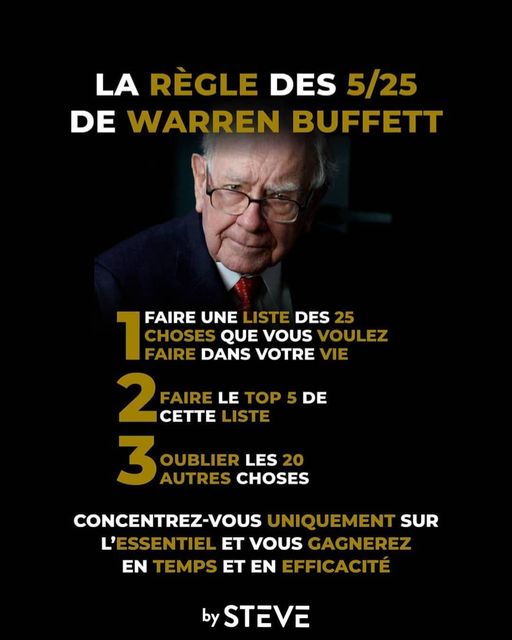 LA RÈGLE DES 5/25
DE WARREN BUFFETT
1 FAIRE UNE LISTE DES 25
CHOSES QUE VOUS VOULEZ
FAIRE DANS VOTRE VIE
2 FAIRE LE TOP 5 DE
CETTE LISTE
3 OUBLIER LES 20
AUTRES CHOSES
CONCENTREZ-VOUS UNIQUEMENT SUR
L'ESSENTIEL ET VOUS GAGNEREZ
EN TEMPS ET EN EFFICACITÉ
by STEVE